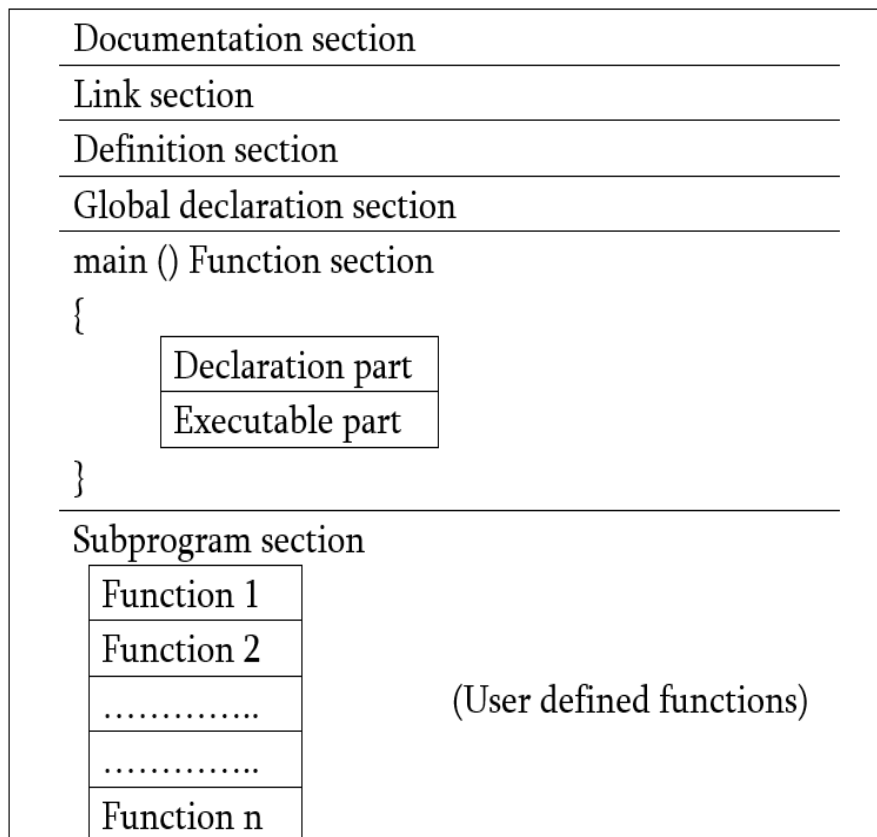 Documentation section
Link section
Definition section
Global declaration section
main () Function section
{
Declaration part
Executable part
}
Subprogram section
Function 1
Function 2
…………..
(User defined functions)
…………..
Function n